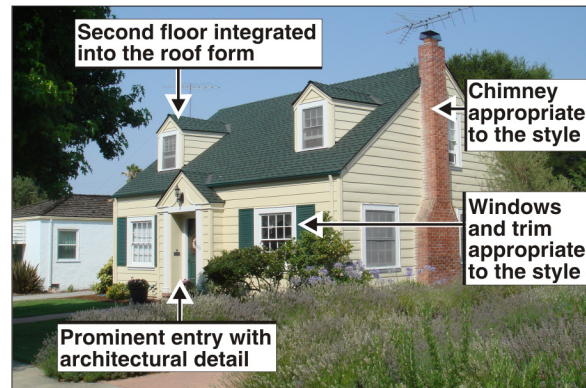 Second floor integrated
into the roof form
Chimney
appropriate
to the style
Windows
and trim
appropriate
to the style
Prominent entry with
architectural detail